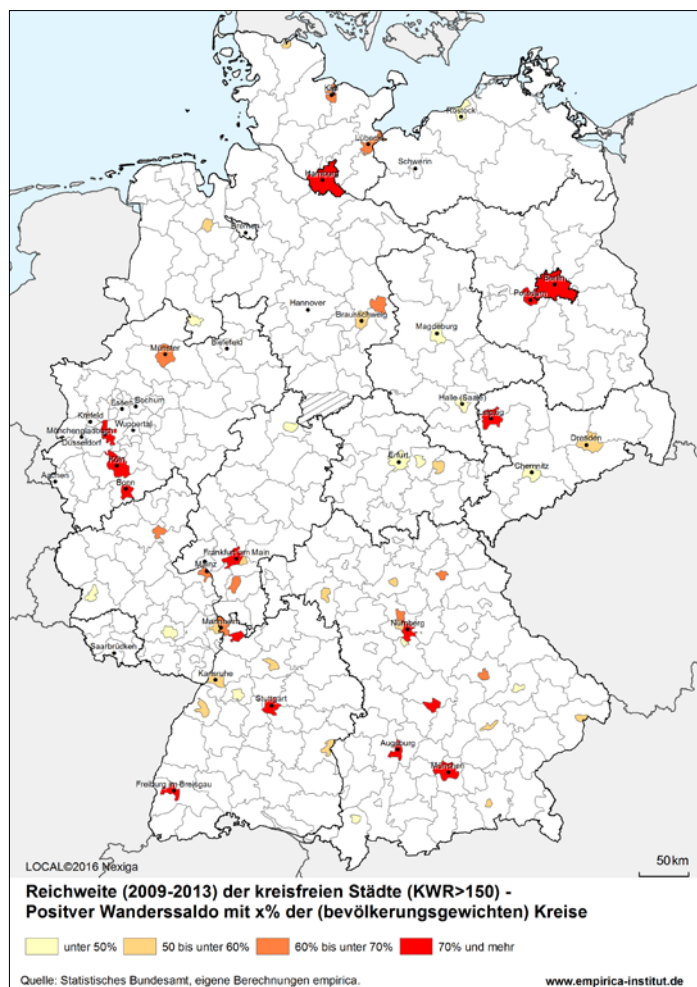 Kiel
Rostock
Lübeck
Schwerin
Hamburg
Bremen
Berlin
Potsdam
Hannover
Braunschweig
Magdeburg
Münster
Bielefeld
Essen
Bochum
Halle (Saale)
Krefeld
Leipzig
Mönchengladbach
Wuppertal
Düsseldorf
Dresden
Köln
Erfurt
Chemnitz
Aachen
Bonn
Frankfurt am Main
Mainz
Mannheim
Nürnberg
Saarbrücken
Karlsruhe
Stuttgart
Augsburg
München
Freiburg im Breisgau
LOCAL©2016 Nexiga
50 km
Reichweite (2009-2013) der kreisfreien Städte (KWR>150) -
Positver Wanderssaldo mit x% der (bevölkerungsgewichten) Kreise
unter 50% 50 bis unter 60% 60% bis unter 70% 70% und mehr
Quelle: Statistisches Bundesamt, eigene Berechnungen empirica. www.empirica-institut.de